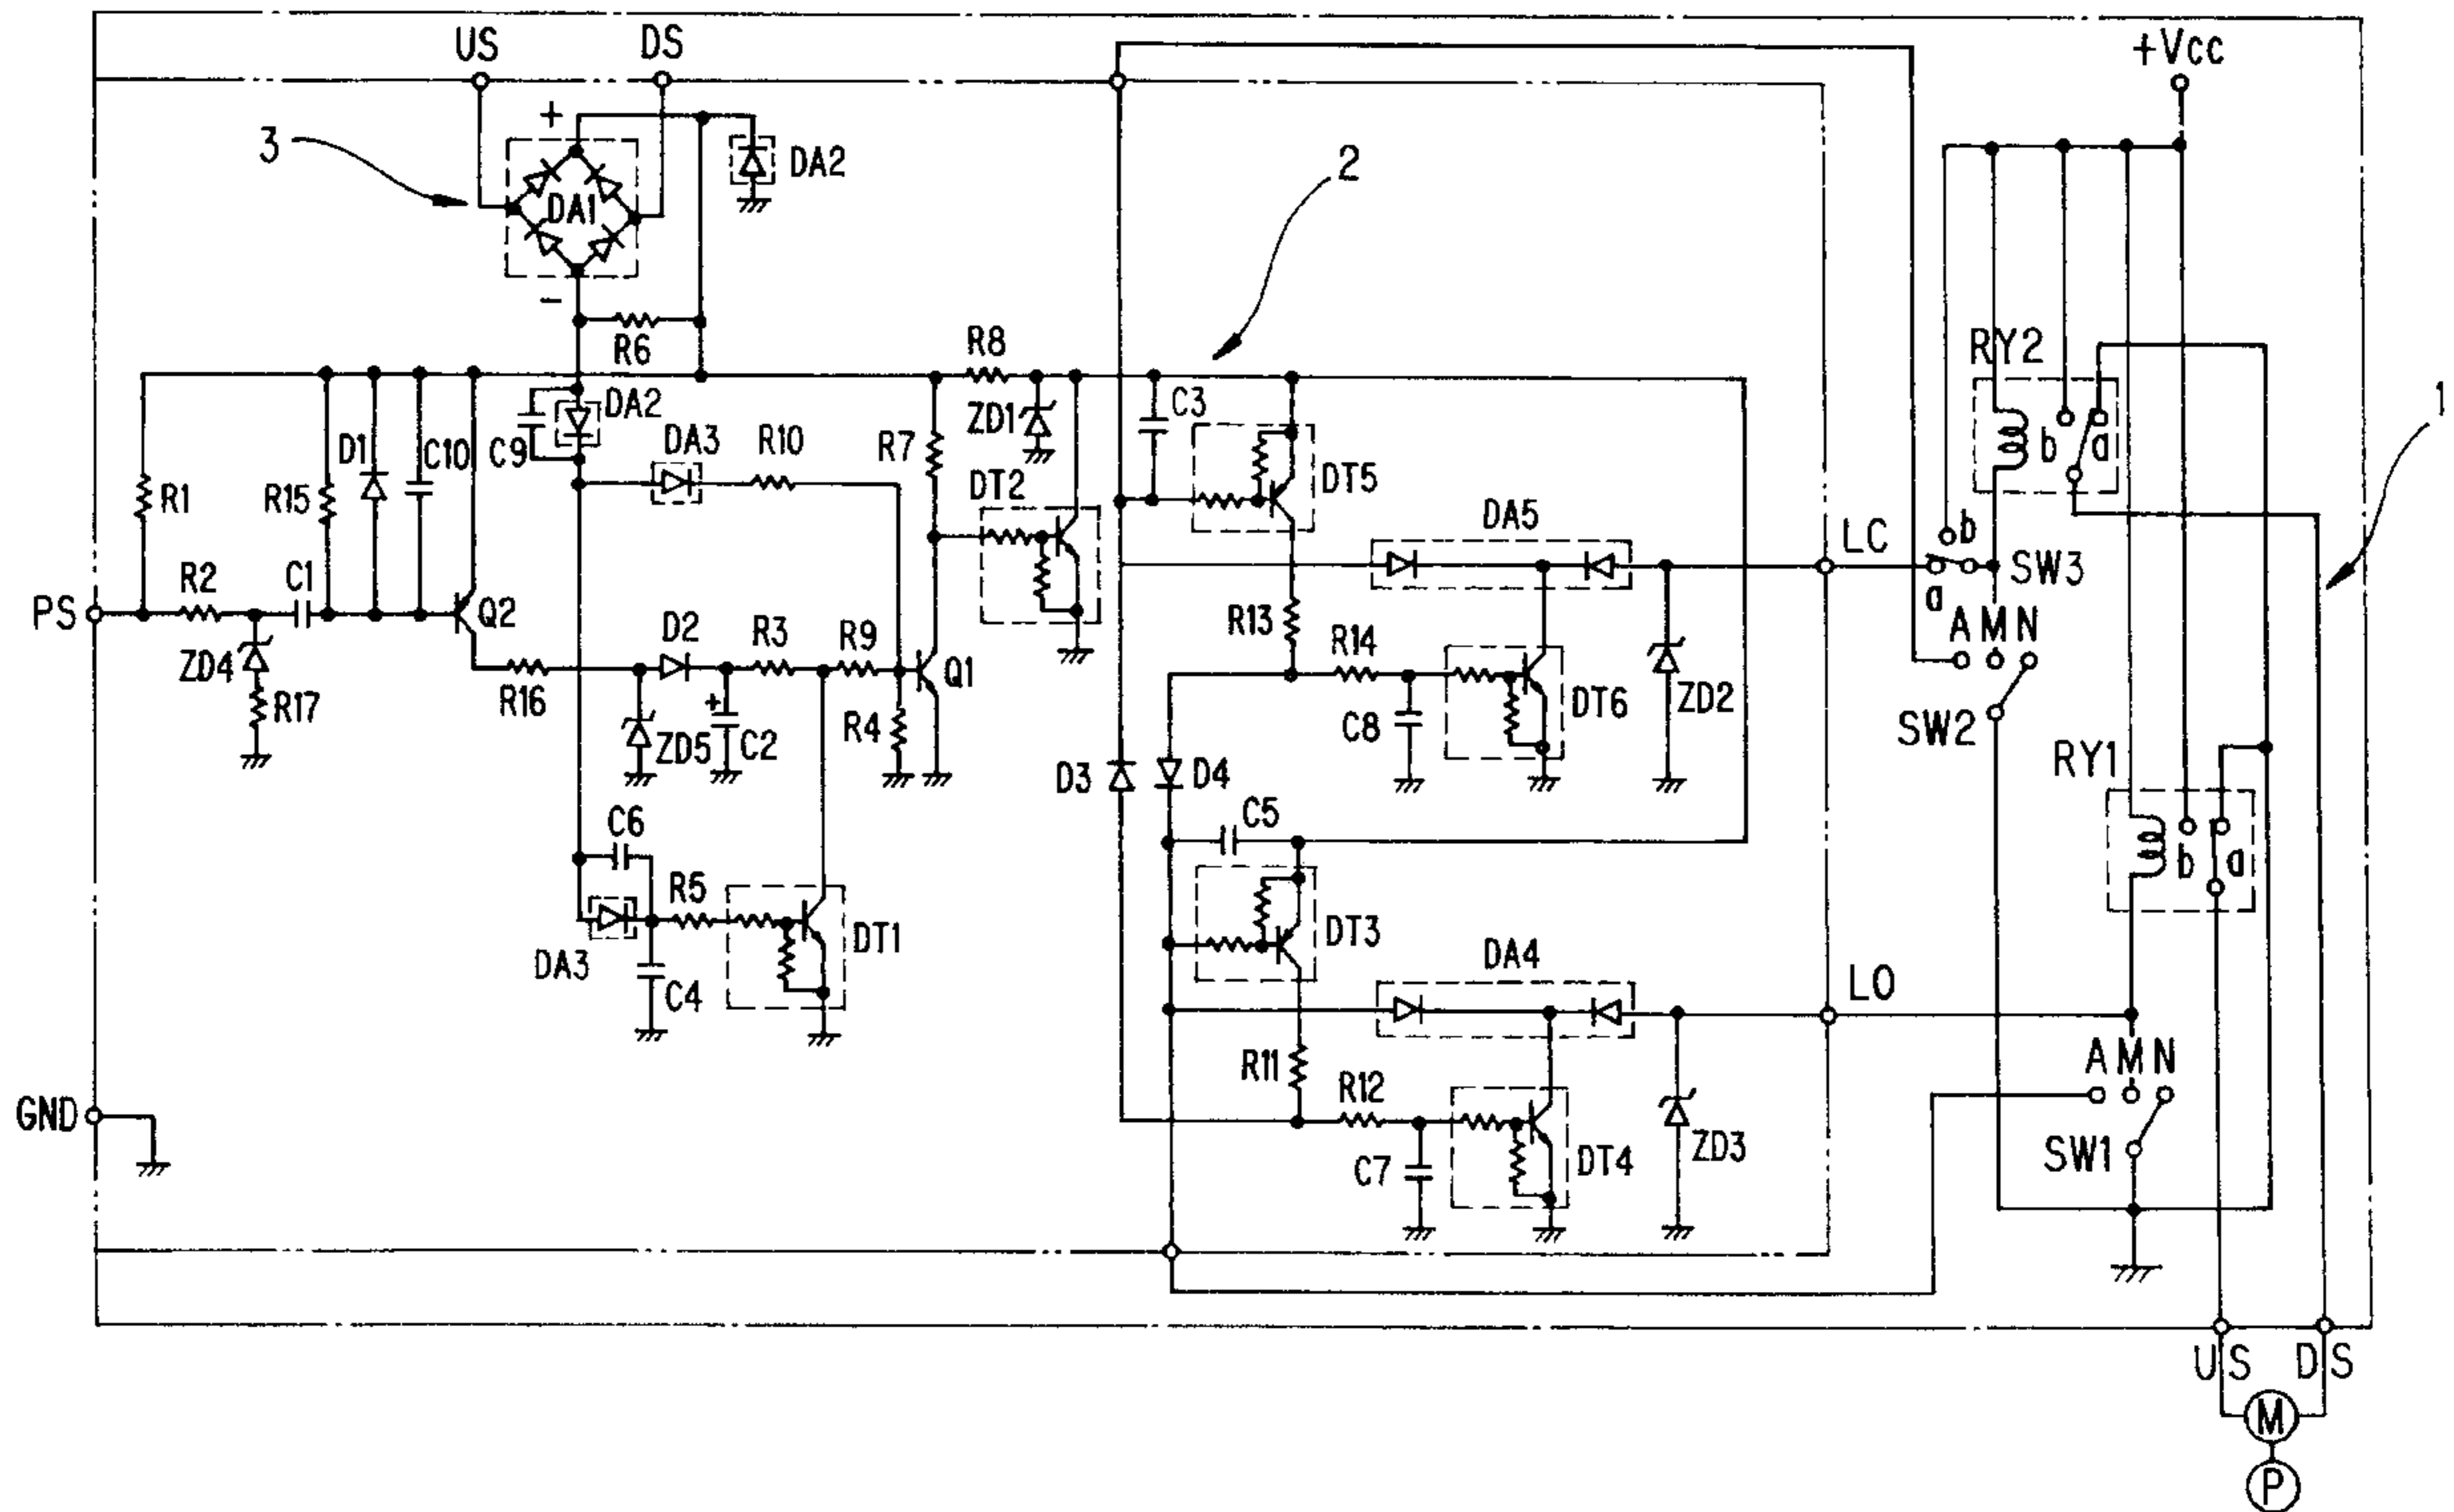 US DS
+Vcc
+
3
DA1
DA2
2
-
R6
R8
RY2
1
DA2
C9
DA3 R10
R7
ZD1
C3
b a
R1
R15
D1
C10
DT2
DT5
DA5
LC
b
SW3
a
PS
R2
C1
Q2
A M N
ZD4
R17
R16
D2
R3
R9
Q1
R13
R14
DT6
ZD2
SW2
+
ZD5
C2
R4
C8
RY1
D3
D4
C6
C5
b a
R5
DT1
DT3
DA3
C4
DA4
LO
R11
R12
A M N
GND
C7
DT4
ZD3
SW1
US DS
M
P